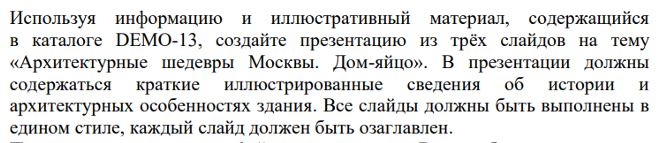 Используя информацию и иллюстративный материал, содержащийся
в каталоге DEMO-13, создайте презентацию из трёх слайдов на тему
«Архитектурные шедевры Москвы. Дом-яйцо». В презентации должны
содержаться краткие иллюстрированные сведения об истории и
архитектурных особенностях здания. Все слайды должны быть выполнены в
едином стиле, каждый слайд должен быть озаглавлен.